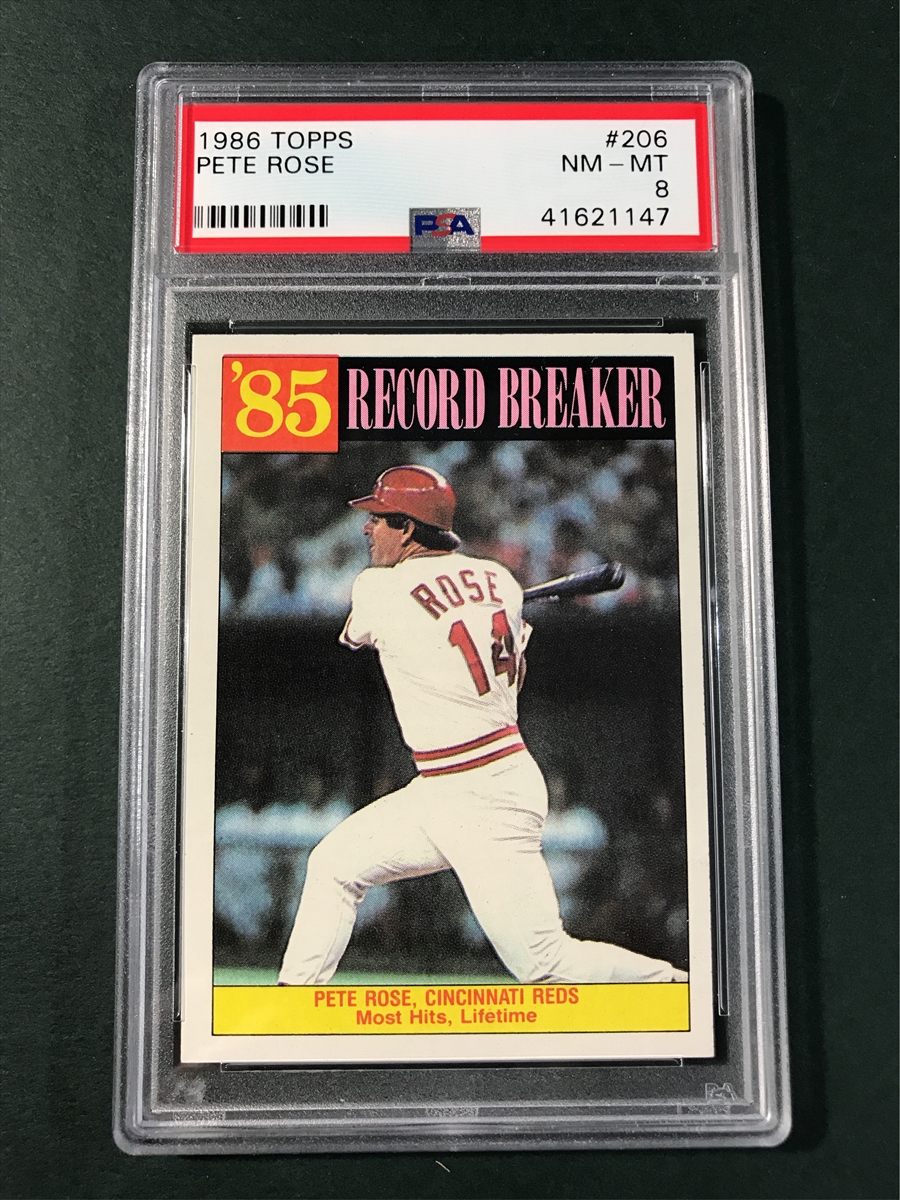 1986 TOPPS #206
PETE ROSE NM - MT
8
41621147
PSA
'85 RECORD BREAKER
ROSE
14
PETE ROSE, CINCINNATI REDS
Most Hits, Lifetime